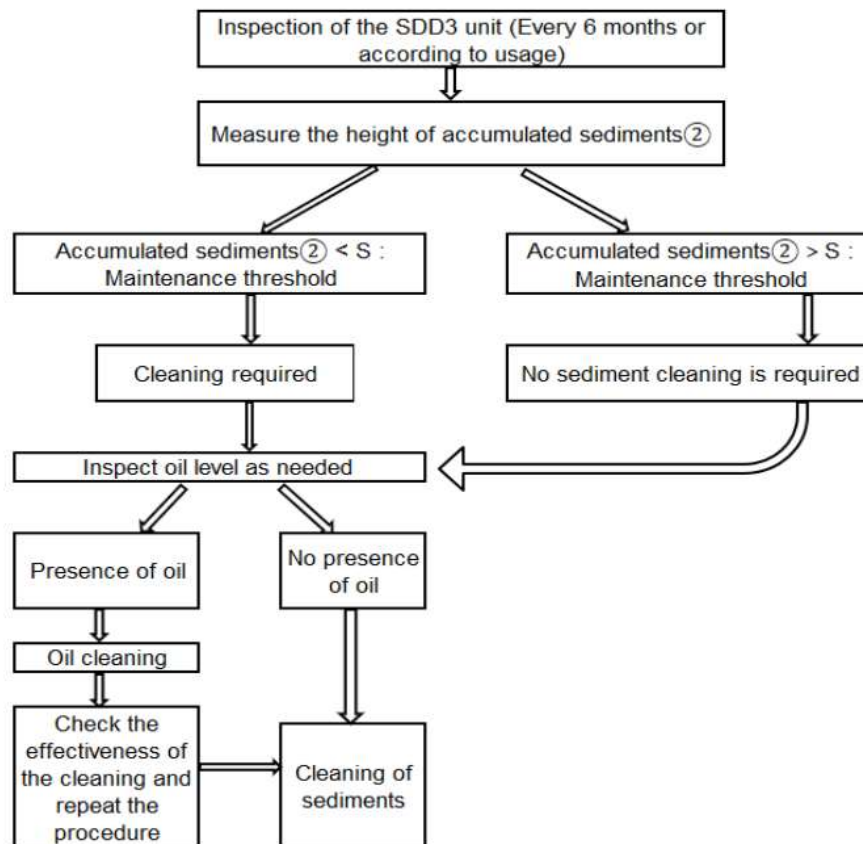 Inspection of the SDD3 unit (Every 6 months or
according to usage)
Measure the height of accumulated sediments②
Accumulated sediments② < S :
Maintenance threshold
Accumulated sediments② > S :
Maintenance threshold
Cleaning required
No sediment cleaning is required
Inspect oil level as needed
Presence of oil
No presence
of oil
Oil cleaning
Check the
effectiveness of
the cleaning and
repeat the
procedure
Cleaning of
sediments